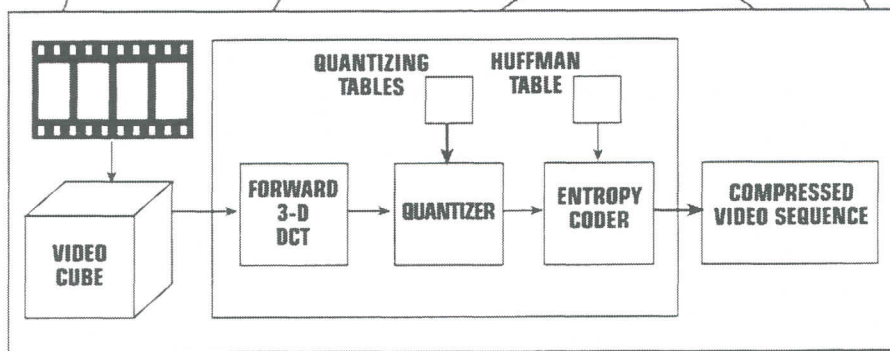 QUANTIZING
TABLES
HUFFMAN
TABLE
VIDEO
CUBE
FORWARD
3-D
DCT
QUANTIZER
ENTROPY
CODER
COMPRESSED
VIDEO SEQUENCE